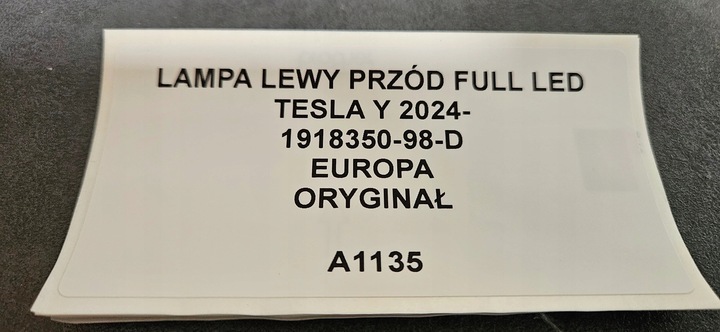 LAMPA LEWY PRZÓD FULL LED
TESLA Y 2024-
1918350-98-D
EUROPA
ORYGINAŁ
A1135